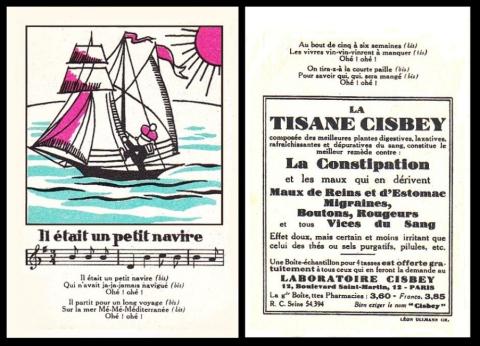 Il était un petit navire
Il était un petit navire (bis)
Qui n'avait ja-ja-jamais navigué (bis)
Ohé ! Ohé !
Il partit pour un long voyage (bis)
Sur la mer Mé-Mé-Méditerranée (bis)
Ohé ! Ohé !
Au bout de cinq à six semaines (bis)
Les vivres vin-vin-vinrent à manquer (bis)
Ohé ! Ohé !
On tira-z-à la courte paille (bis)
Pour savoir qui, qui, sera mangé (bis)
Ohé ! Ohé !
LA
TISANE CISBEY
composée des meilleures plantes digestives, laxatives,
rafraîchissantes et dépuratives du sang, constitue le
meilleur remède contre :
La Constipation
et les maux qui en dérivent
Maux de Reins et d'Estomac
Migraines,
Boutons, Rougeurs
et tous Vices du Sang
Effet doux, mais certain et moins irritant que
celui des thés ou sels purgatifs, pilules, etc.
Une Boîte-échantillon pour 4 tasses est offerte gra-
tuitement à tous ceux qui en feront la demande au
LABORATOIRE CISBEY
12, Boulevard Saint-Martin, 12 - PARIS
La gde Boîte, ttes Pharmacies : 3,60 - Franco. 3,85
R. C. Seine 54.394 Bien exiger le nom "Cisbey"
LÉON ULLMANN GR.